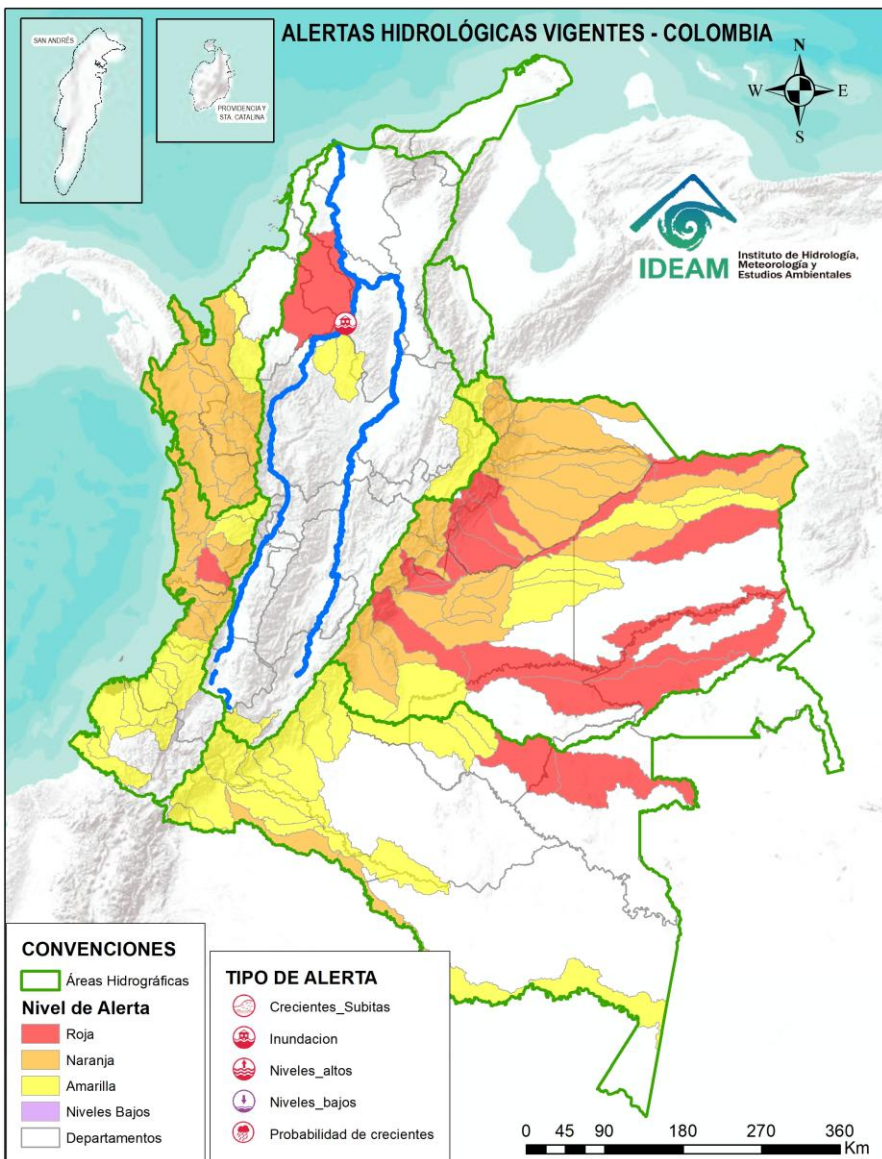 ALERTAS HIDROLÓGICAS VIGENTES - COLOMBIA
SAN ANDRÉS
PROVIDENCIA Y
STA. CATALINA
N
W
E
S
IDEAM
Instituto de Hidrología,
Meteorología y
Estudios Ambientales
CONVENCIONES
Áreas Hidrográficas
Nivel de Alerta
Roja
Naranja
Amarilla
Niveles Bajos
Departamentos
TIPO DE ALERTA
Crecientes_Subitas
Inundacion
Niveles_altos
Niveles_bajos
Probabilidad de crecientes
0 45 90 180 270 360
Km